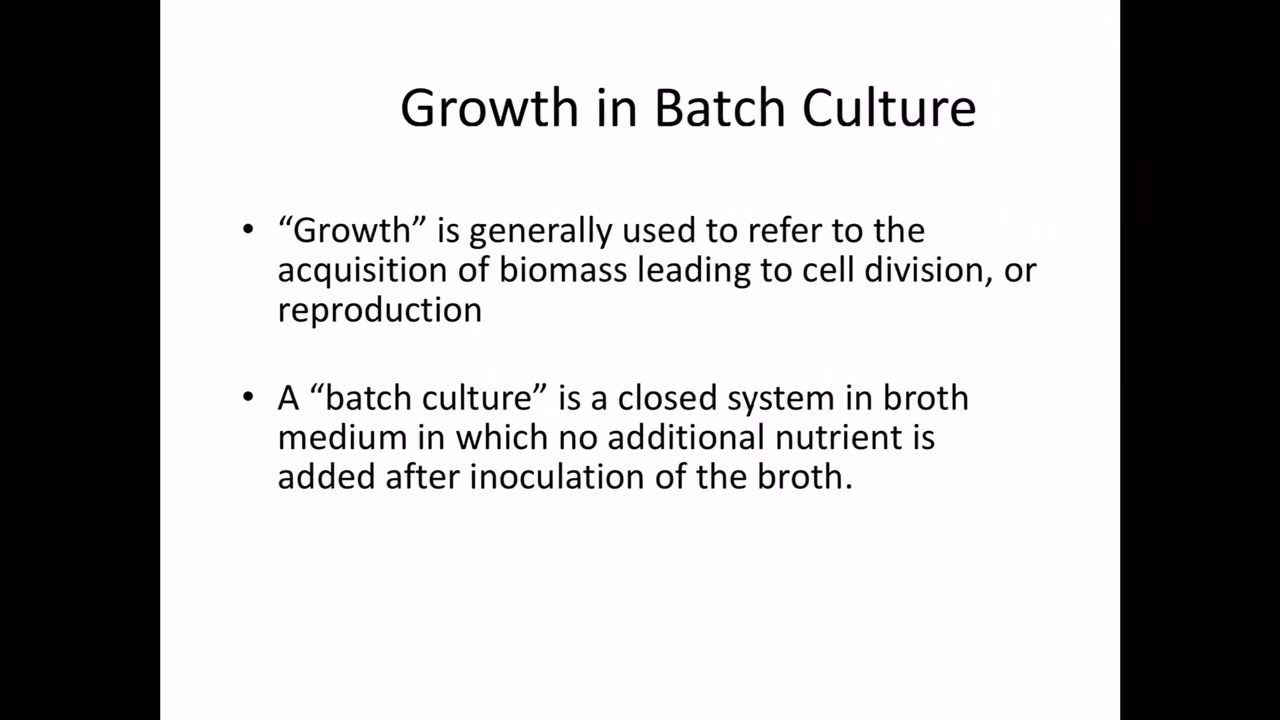 Growth in Batch Culture
• “Growth” is generally used to refer to the
acquisition of biomass leading to cell division, or
reproduction
• A “batch culture” is a closed system in broth
medium in which no additional nutrient is
added after inoculation of the broth.